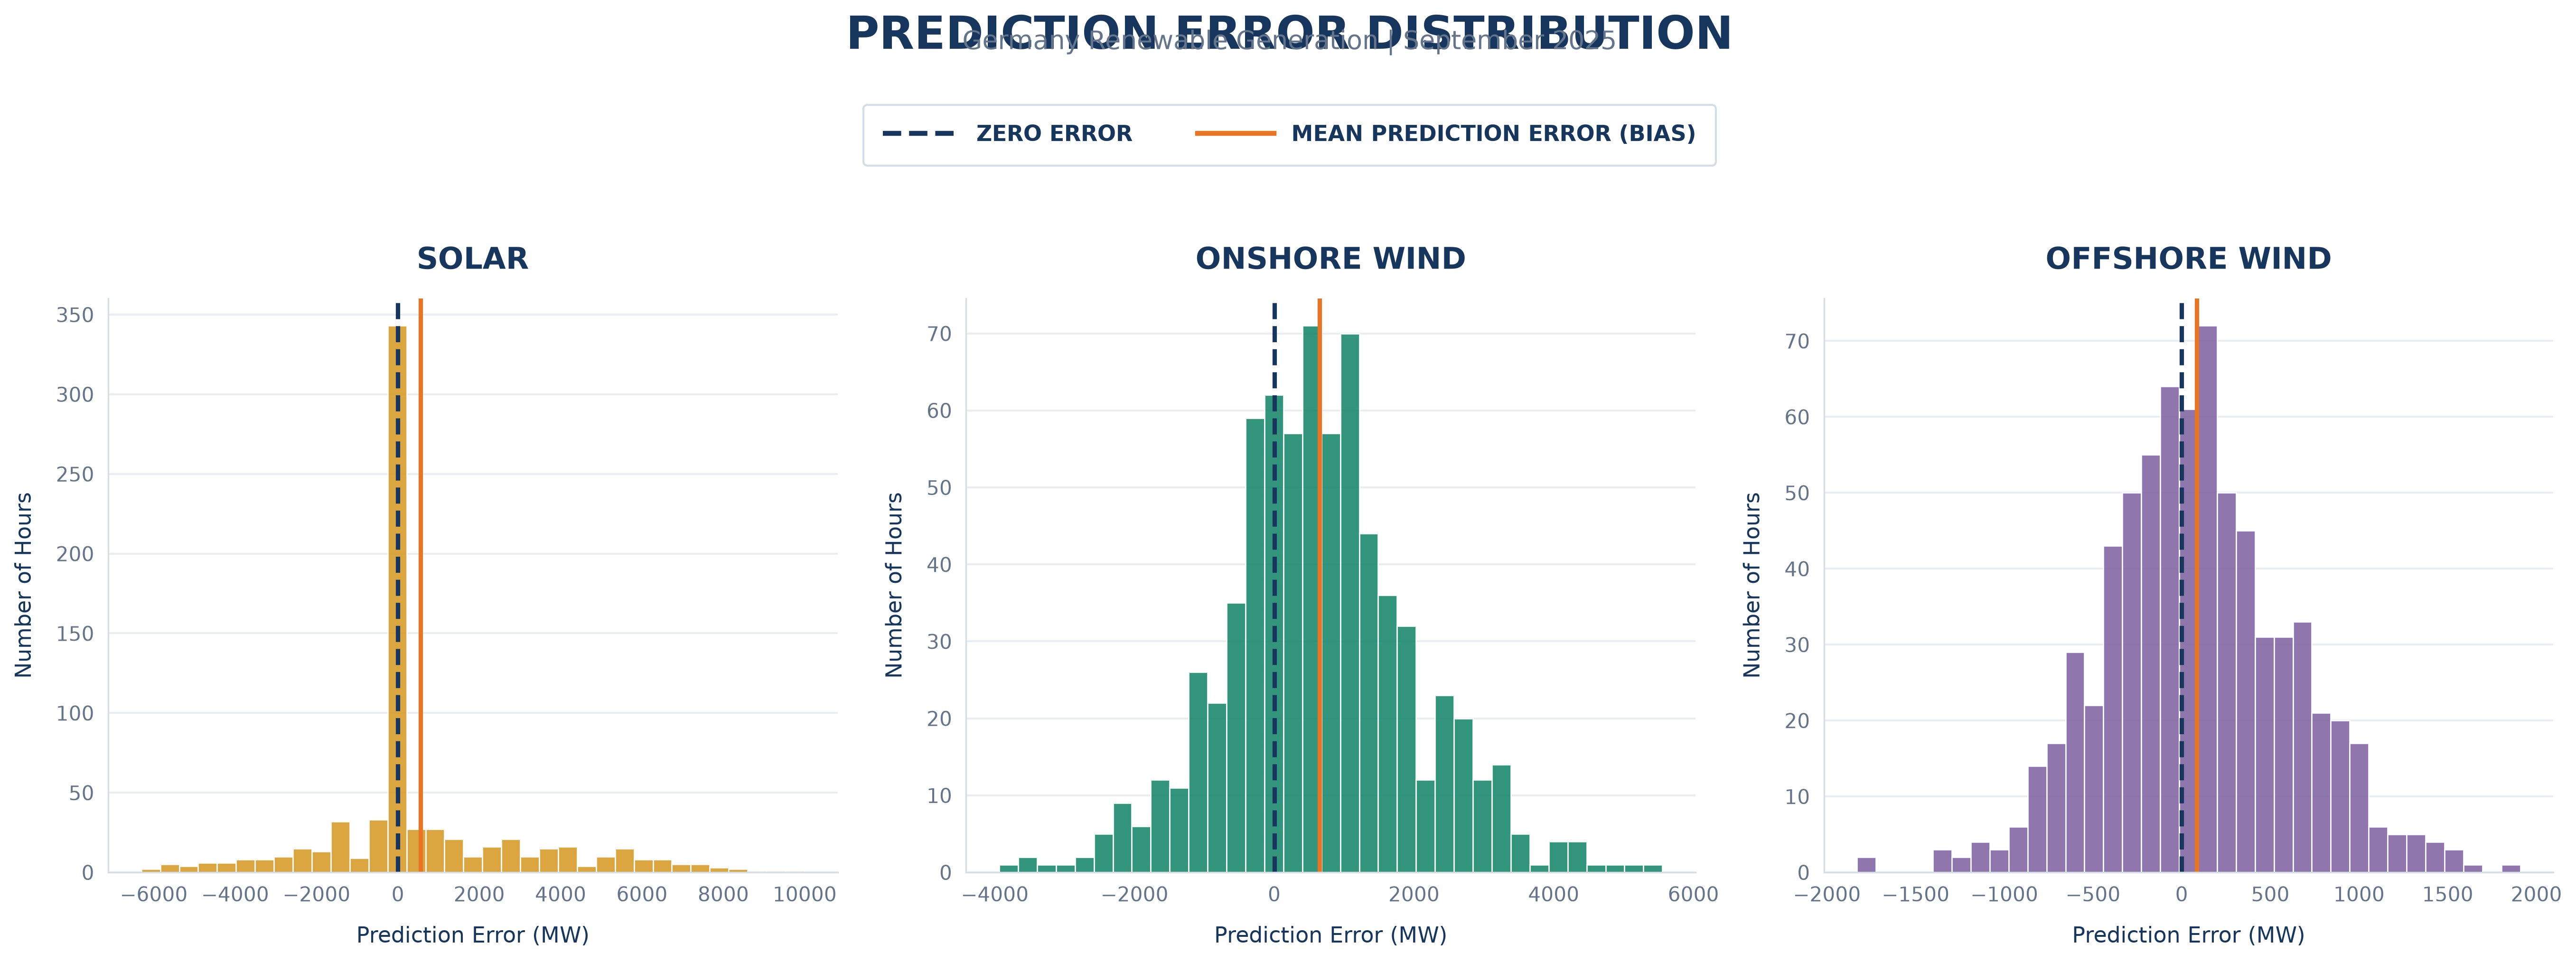 PREDICTION ERROR DISTRIBUTION
Germany Renewable Generation | September 2025
ZERO ERROR
MEAN PREDICTION ERROR (BIAS)
SOLAR
Number of Hours
350
300
250
200
150
100
50
0
−6000 −4000 −2000 0 2000 4000 6000 8000 10000
Prediction Error (MW)
ONSHORE WIND
Number of Hours
70
60
50
40
30
20
10
0
−4000 −2000 0 2000 4000 6000
Prediction Error (MW)
OFFSHORE WIND
Number of Hours
70
60
50
40
30
20
10
0
−2000 −1500 −1000 −500 0 500 1000 1500 2000
Prediction Error (MW)